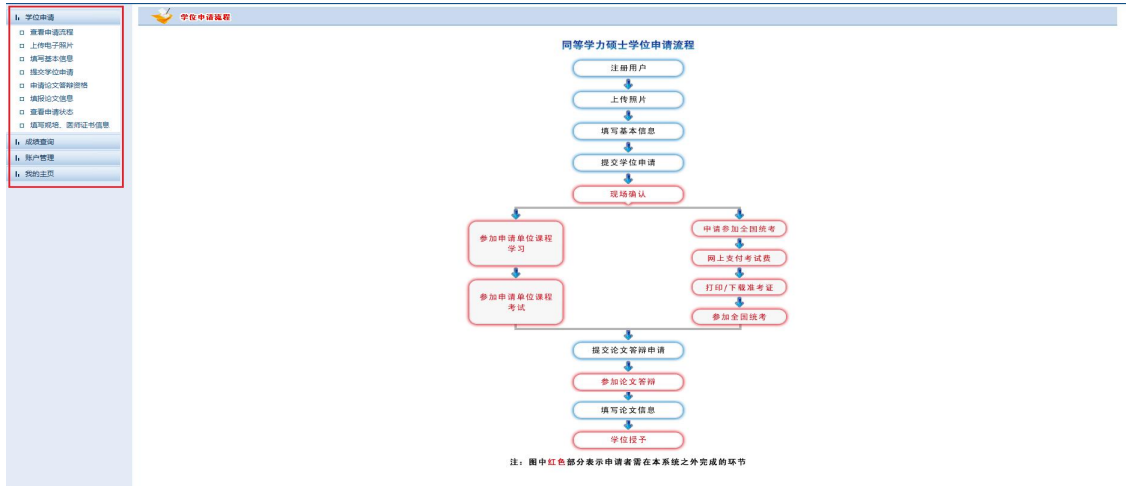 学位申请
查看申请流程
上传电子照片
填写基本信息
提交学位申请
申请论文答辩资格
填报论文信息
查看申请状态
填写规培、医师证书信息
成绩查询
账户管理
我的主页
学位申请流程
同等学力硕士学位申请流程
注册用户
上传照片
填写基本信息
提交学位申请
现场确认
参加申请单位课程
学习
参加申请单位课程
考试
申请参加全国统考
网上支付考试费
打印/下载准考证
参加全国统考
提交论文答辩申请
参加论文答辩
填写论文信息
学位授予
注：图中红色部分表示申请者需在本系统之外完成的环节